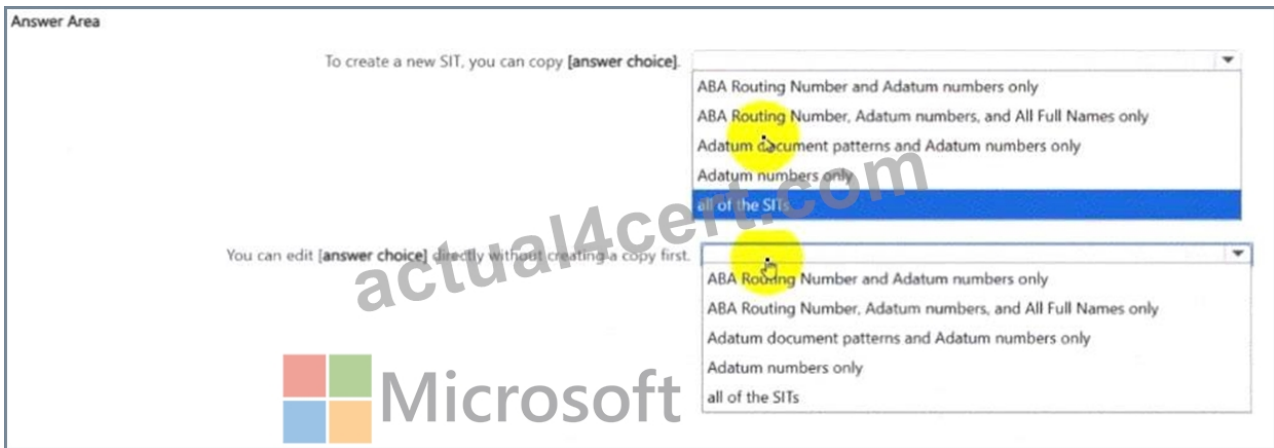 Answer Area
To create a new SIT, you can copy [answer choice].
ABA Routing Number and Adatum numbers only
ABA Routing Number, Adatum numbers, and All Full Names only
Adatum document patterns and Adatum numbers only
Adatum numbers only
all of the SITs
You can edit [answer choice] directly without creating a copy first.
ABA Routing Number and Adatum numbers only
ABA Routing Number, Adatum numbers, and All Full Names only
Adatum document patterns and Adatum numbers only
Adatum numbers only
all of the SITs
actual4cert.com
Microsoft